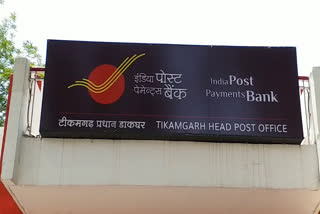 इंडिया पोस्ट
पेमेन्ट्स बैंक
India Post
Payments Bank
टीकमगढ़ प्रधान डाकघर TIKAMGARH HEAD POST OFFICE